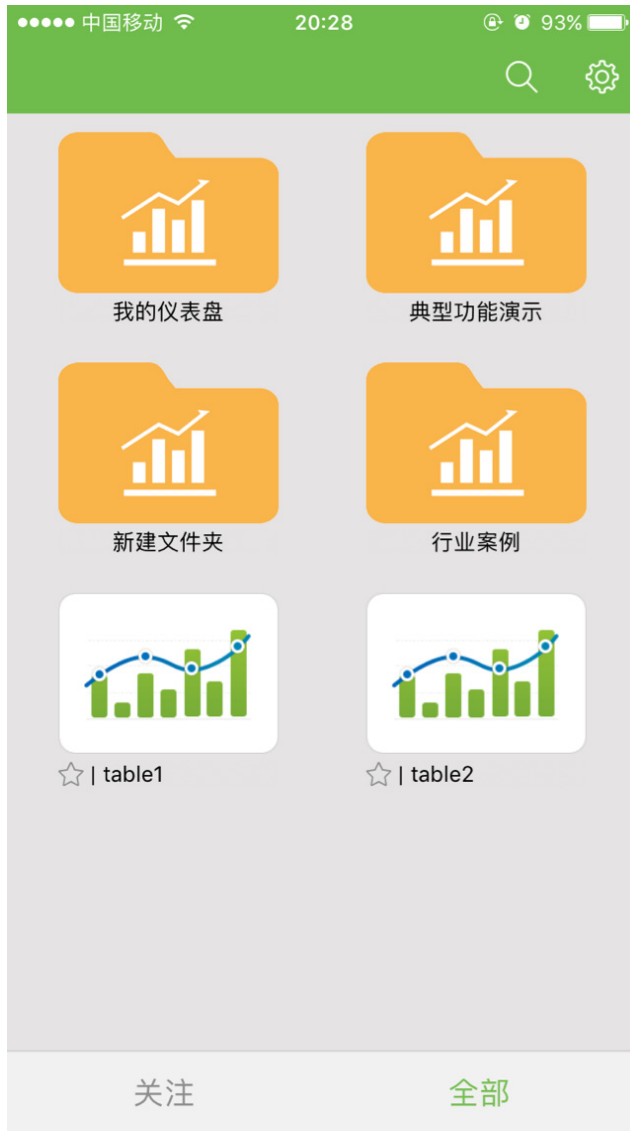 中国移动 20:28 93%
我的仪表盘 典型功能演示
新建文件夹 行业案例
| table1 | table2
关注 全部